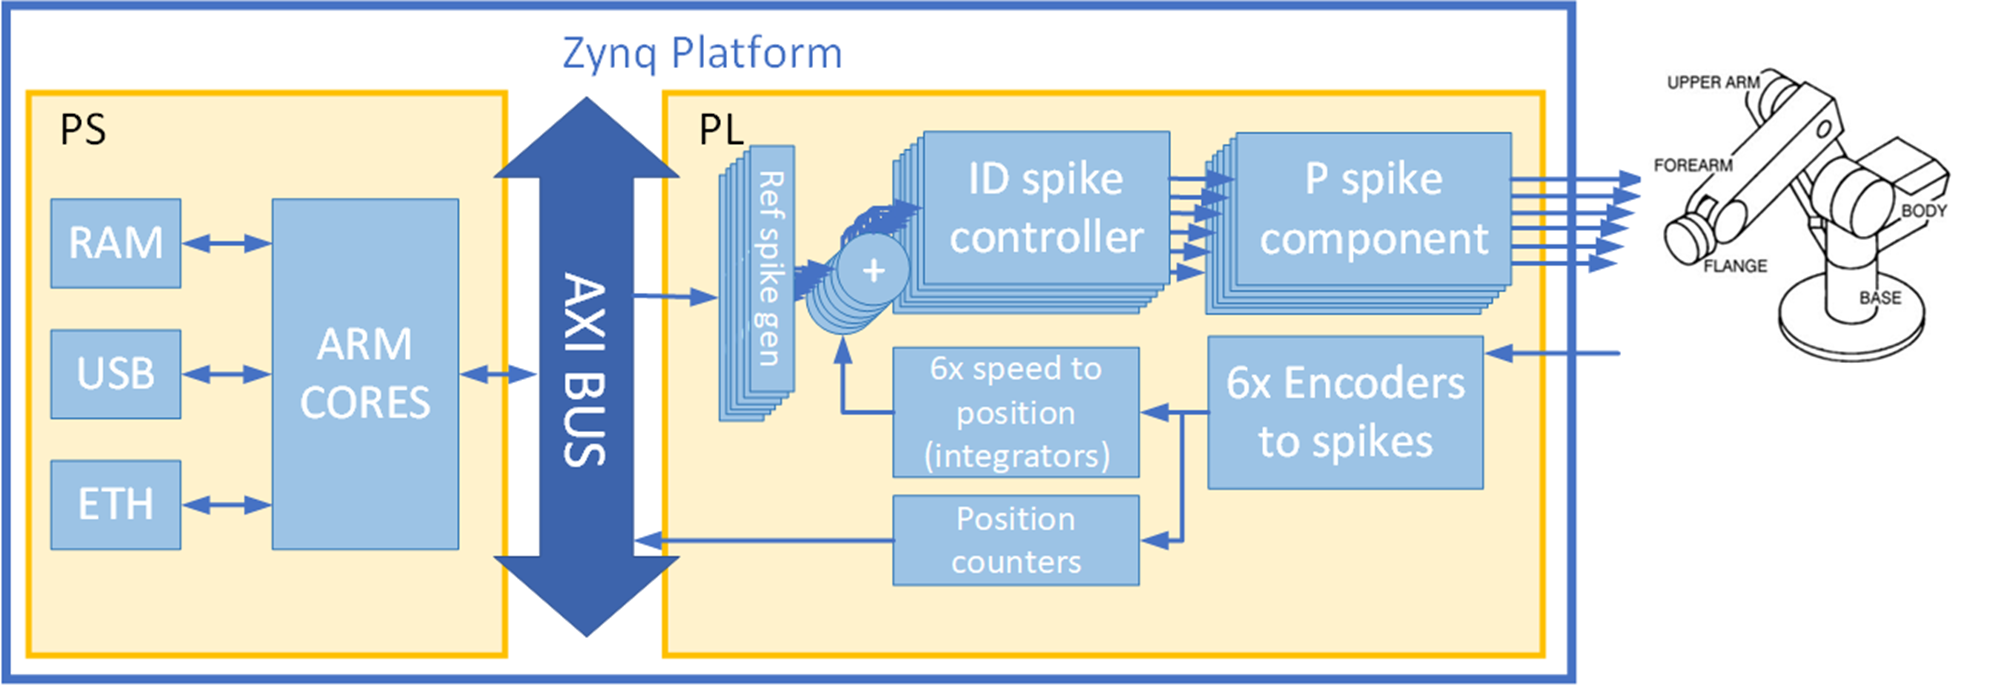 Zynq Platform
PS
RAM
USB
ETH
ARM
CORES
AXI BUS
PL
Ref spike gen
+
ID spike
controller
P spike
component
6x speed to
position
(integrators)
6x Encoders
to spikes
Position
counters
UPPER ARM
FOREARM
BODY
FLANGE
BASE